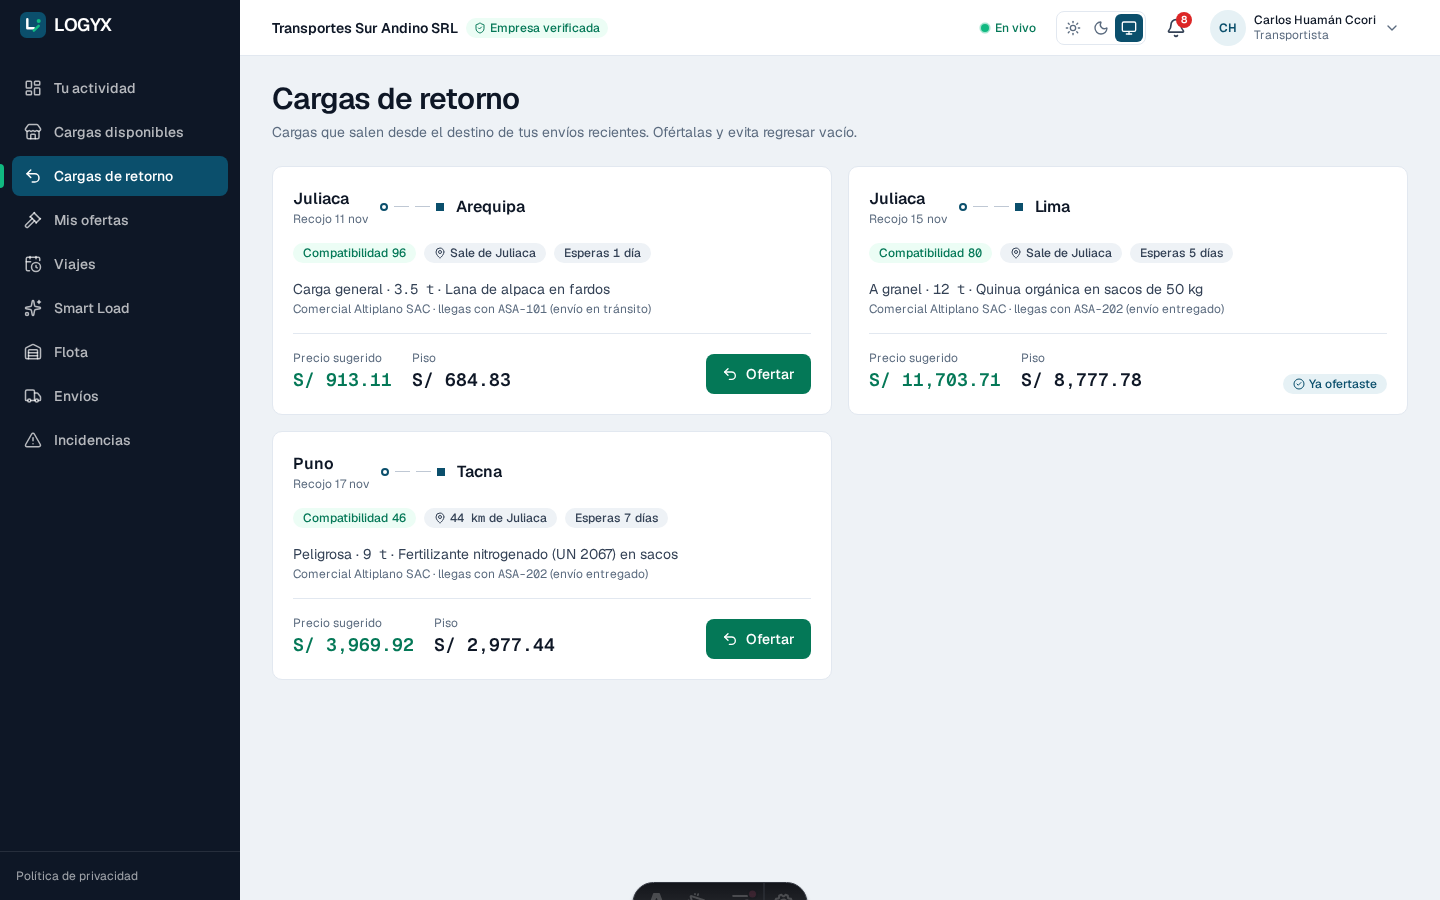 LOGYX
Tu actividad
Cargas disponibles
Cargas de retorno
Mis ofertas
Viajes
Smart Load
Flota
Envíos
Incidencias
Política de privacidad
Transportes Sur Andino SRL
Empresa verificada
En vivo
8
CH
Carlos Huamán Ccori
Transportista
Cargas de retorno
Cargas que salen desde el destino de tus envíos recientes. Ofértalas y evita regresar vacío.
Juliaca
Recojo 11 nov
Arequipa
Compatibilidad 96
Sale de Juliaca
Esperas 1 día
Carga general · 3.5 t · Lana de alpaca en fardos
Comercial Altiplano SAC · llegas con ASA-101 (envío en tránsito)
Precio sugerido
S/ 913.11
Piso
S/ 684.83
Ofertar
Juliaca
Recojo 15 nov
Lima
Compatibilidad 80
Sale de Juliaca
Esperas 5 días
A granel · 12 t · Quinua orgánica en sacos de 50 kg
Comercial Altiplano SAC · llegas con ASA-202 (envío entregado)
Precio sugerido
S/ 11,703.71
Piso
S/ 8,777.78
Ya ofertaste
Puno
Recojo 17 nov
Tacna
Compatibilidad 46
44 km de Juliaca
Esperas 7 días
Peligrosa · 9 t · Fertilizante nitrogenado (UN 2067) en sacos
Comercial Altiplano SAC · llegas con ASA-202 (envío entregado)
Precio sugerido
S/ 3,969.92
Piso
S/ 2,977.44
Ofertar